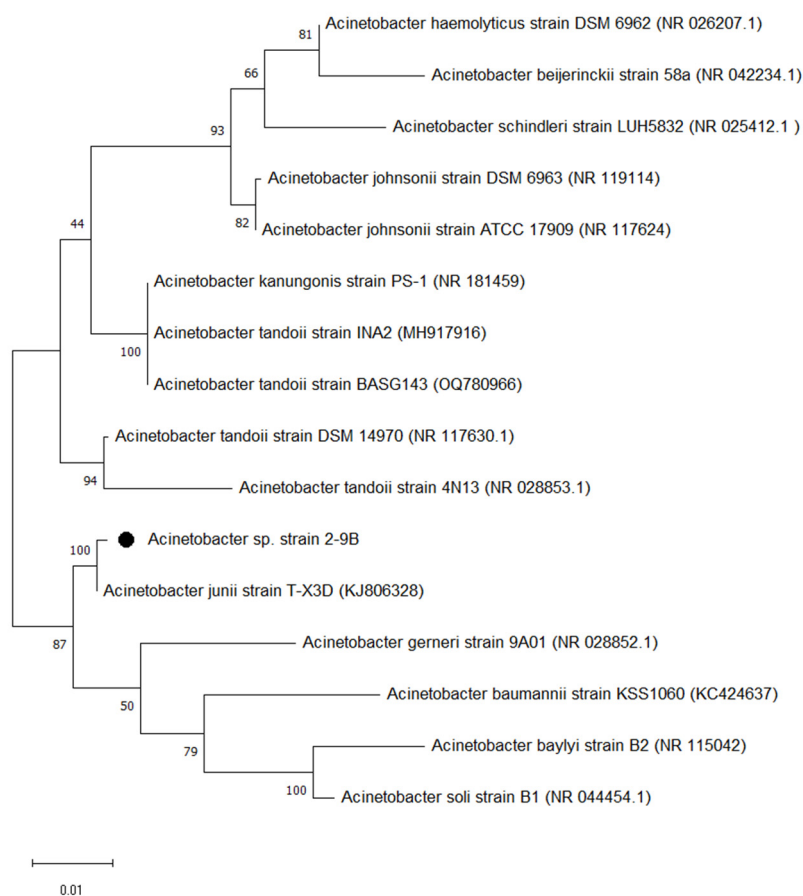 Acinetobacter haemolyticus strain DSM 6962 (NR 026207.1)
81
Acinetobacter beijerinckii strain 58a (NR 042234.1)
66
Acinetobacter schindleri strain LUH5832 (NR 025412.1 )
93
Acinetobacter johnsonii strain DSM 6963 (NR 119114)
82
Acinetobacter johnsonii strain ATCC 17909 (NR 117624)
44
Acinetobacter kanungonis strain PS-1 (NR 181459)
Acinetobacter tandoii strain INA2 (MH917916)
100
Acinetobacter tandoii strain BASG143 (OQ780966)
Acinetobacter tandoii strain DSM 14970 (NR 117630.1)
94
Acinetobacter tandoii strain 4N13 (NR 028853.1)
Acinetobacter sp. strain 2-9B
100
Acinetobacter junii strain T-X3D (KJ806328)
87
Acinetobacter gerneri strain 9A01 (NR 028852.1)
50
Acinetobacter baumannii strain KSS1060 (KC424637)
79
Acinetobacter baylyi strain B2 (NR 115042)
100
Acinetobacter soli strain B1 (NR 044454.1)
0.01